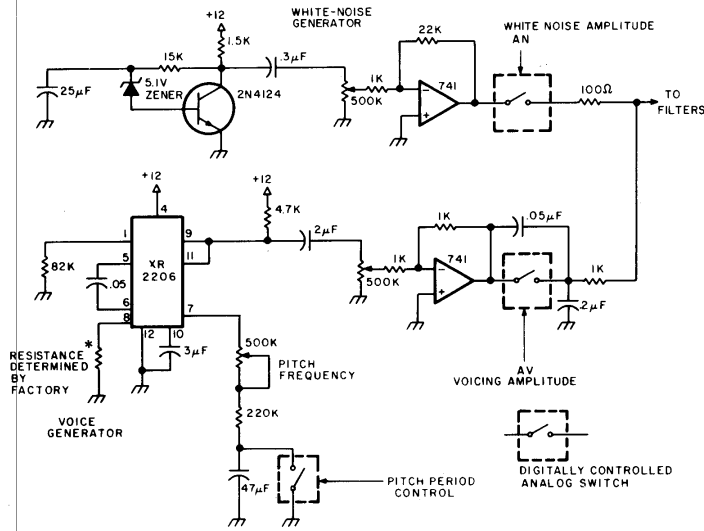 WHITE-NOISE
GENERATOR
+12
1.5K
15K
.3µF
25µF
5.1V
ZENER
2N4124
500K
1K
22K
741
−
+
WHITE NOISE AMPLITUDE
AN
100Ω
TO
FILTERS
+12
4
1
5
6
8
XR
2206
9
11
7
12
10
82K
.05
*
RESISTANCE
DETERMINED
BY
FACTORY
VOICE
GENERATOR
3µF
+12
4.7K
2µF
500K
1K
1K
741
−
+
.05µF
1K
.2µF
AV
VOICING AMPLITUDE
500K
PITCH
FREQUENCY
220K
47µF
PITCH PERIOD
CONTROL
DIGITALLY CONTROLLED
ANALOG SWITCH